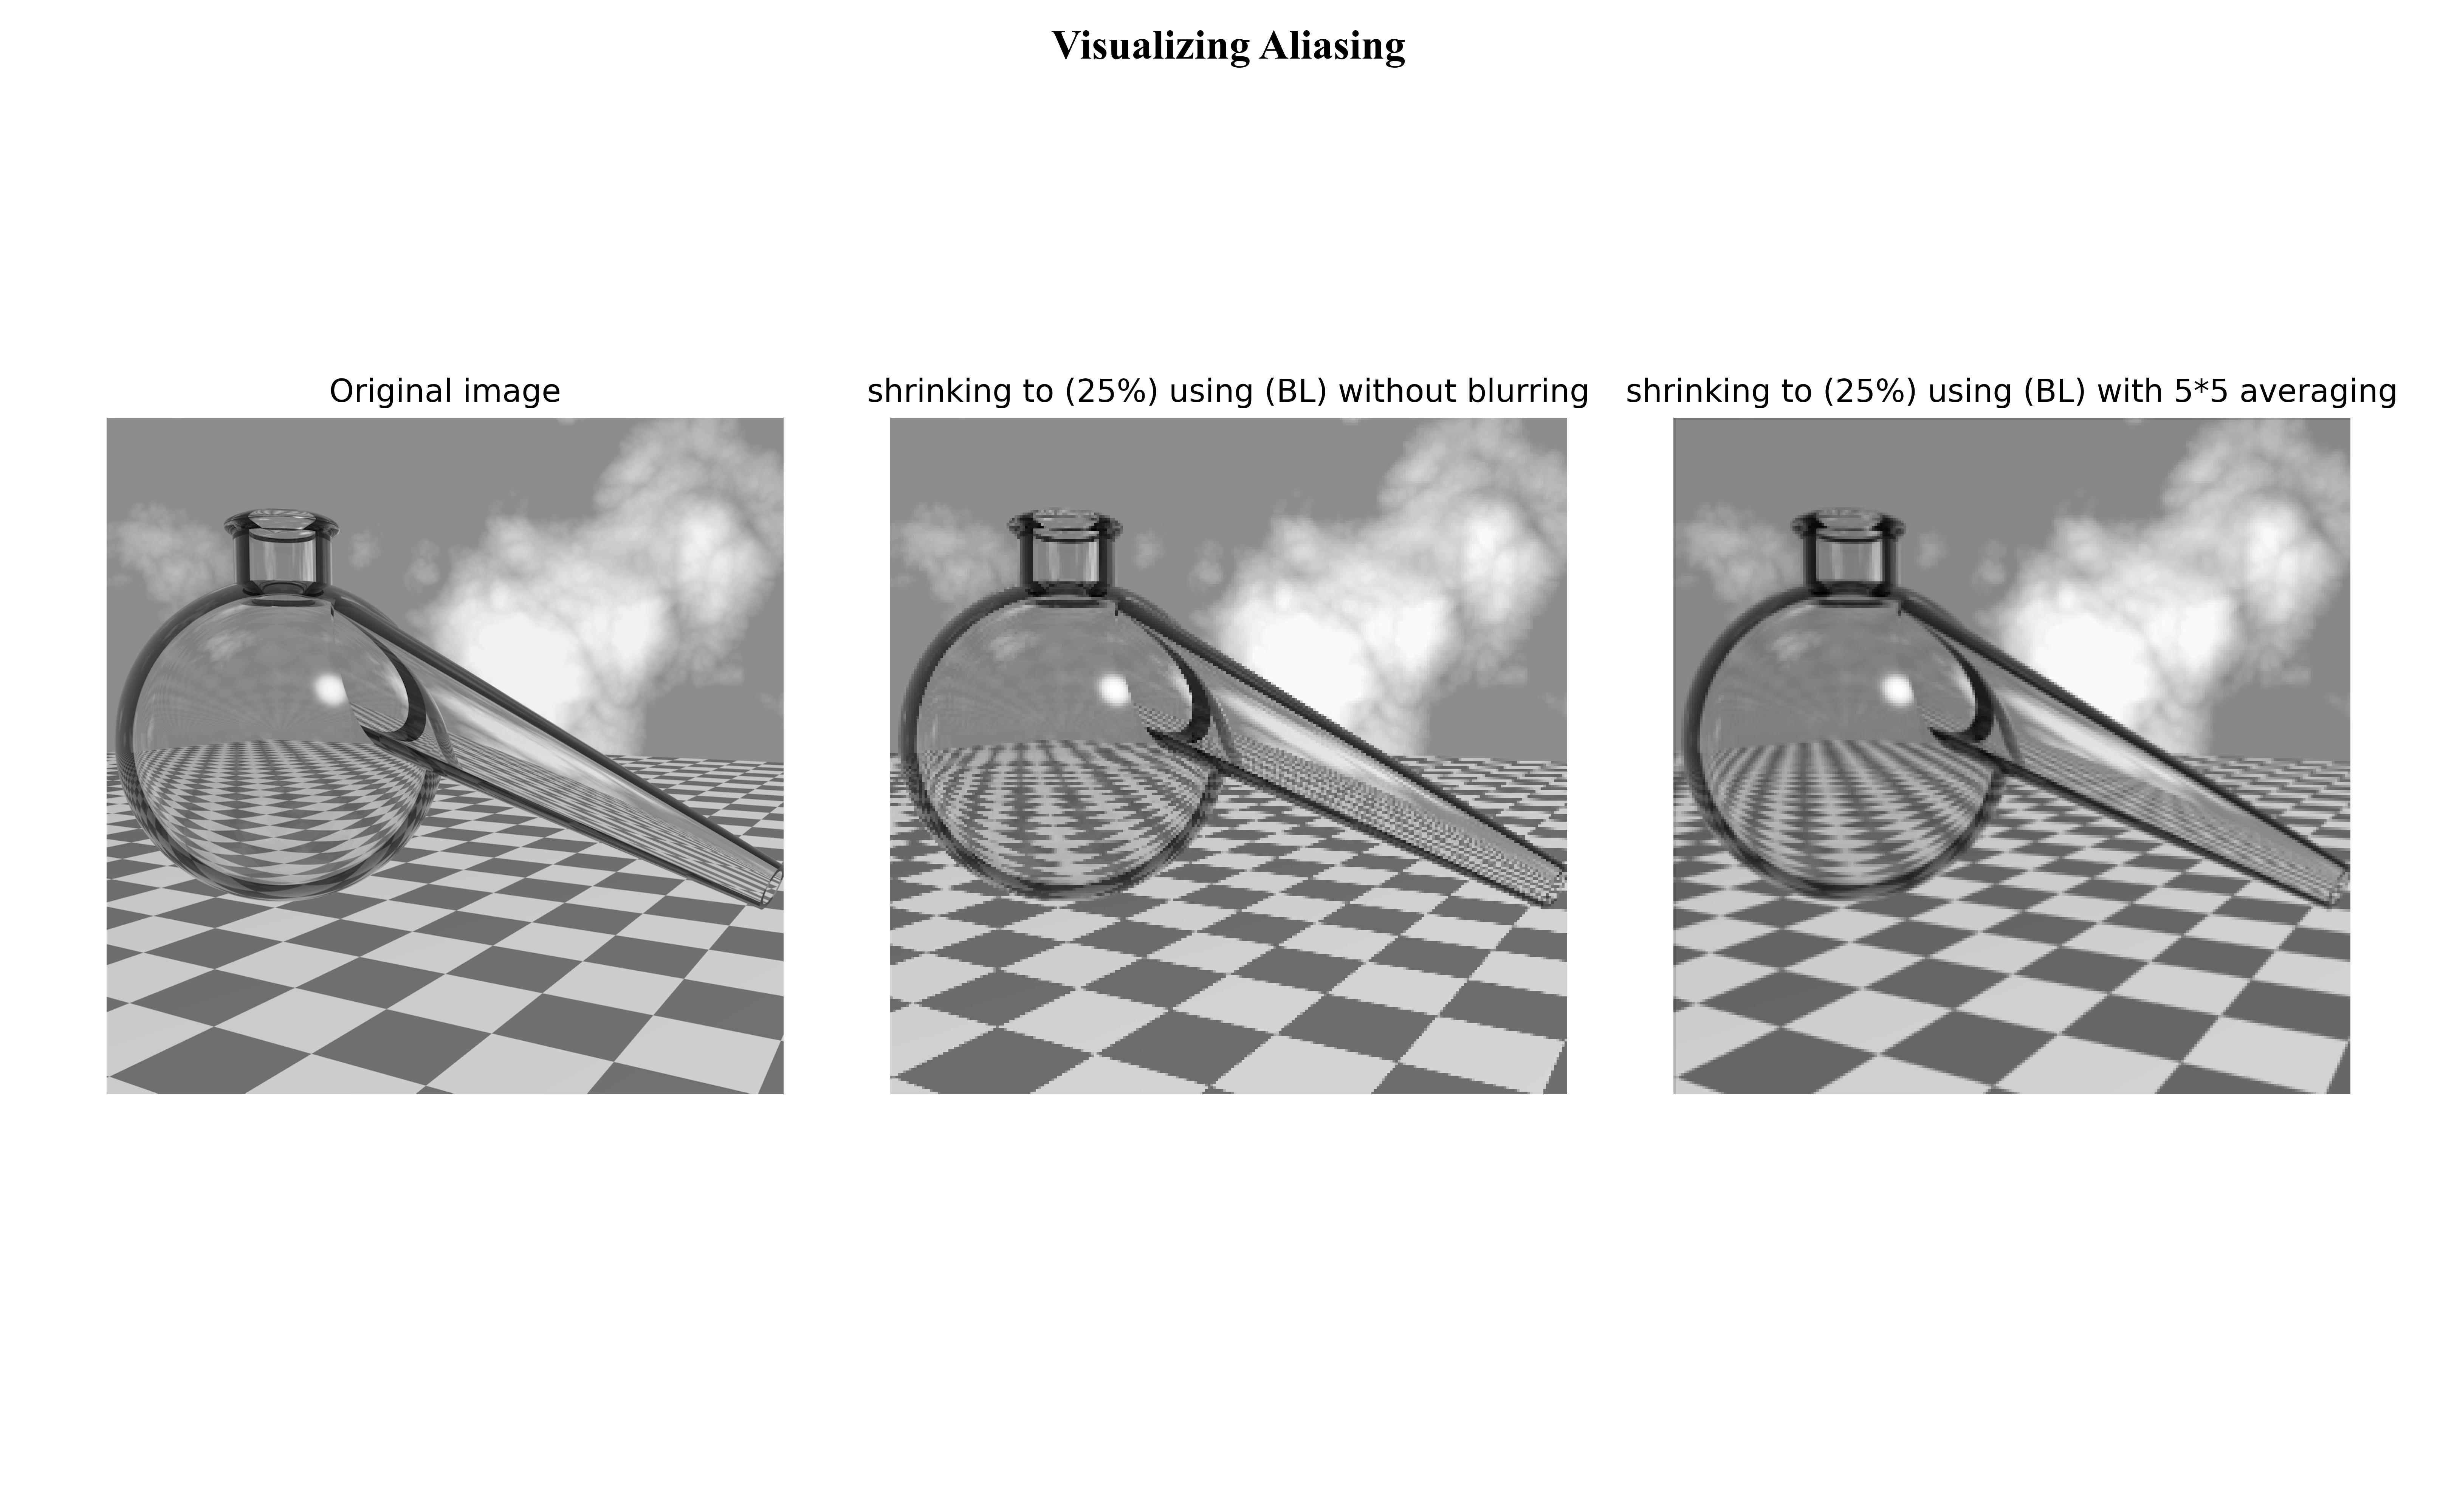 Visualizing Aliasing
Original image
shrinking to (25%) using (BL) without blurring
shrinking to (25%) using (BL) with 5*5 averaging